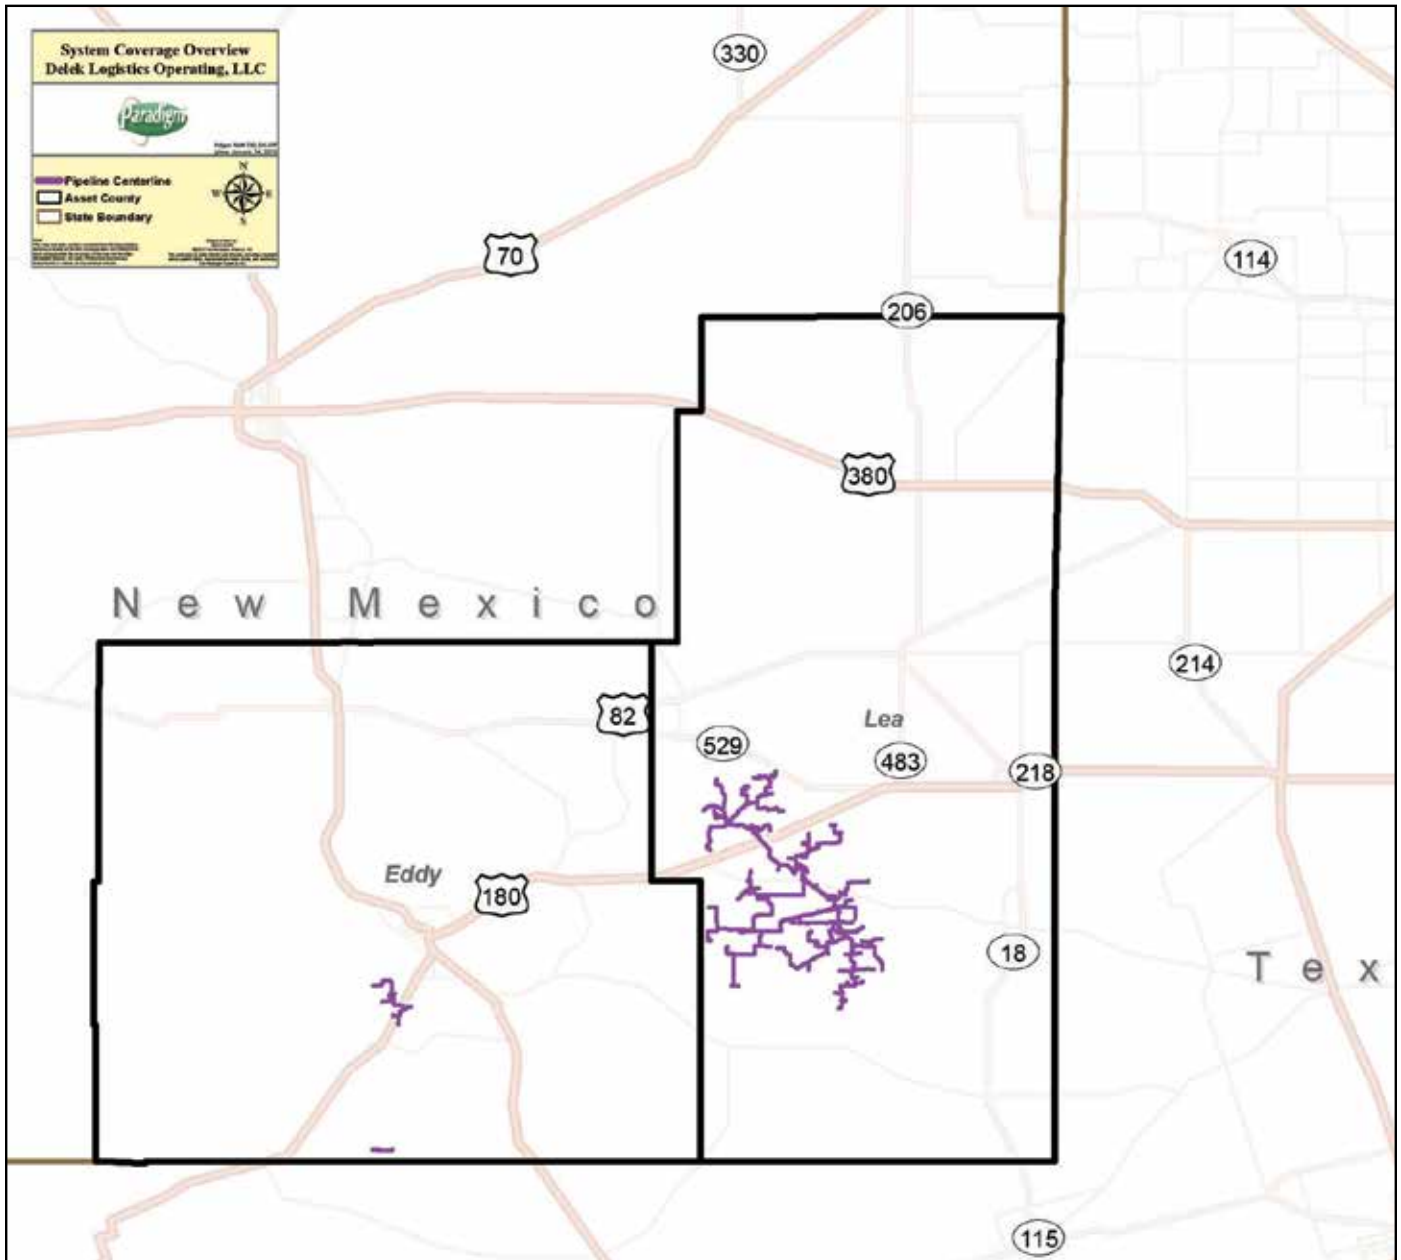 System Coverage Overview
Delek Logistics Operating, LLC
Paradigm
N
W E
S
Pipeline Centerline
Asset County
State Boundary
330
70
114
206
380
New Mexico
214
82
Lea
529
483
218
Eddy
180
18
Tex
115